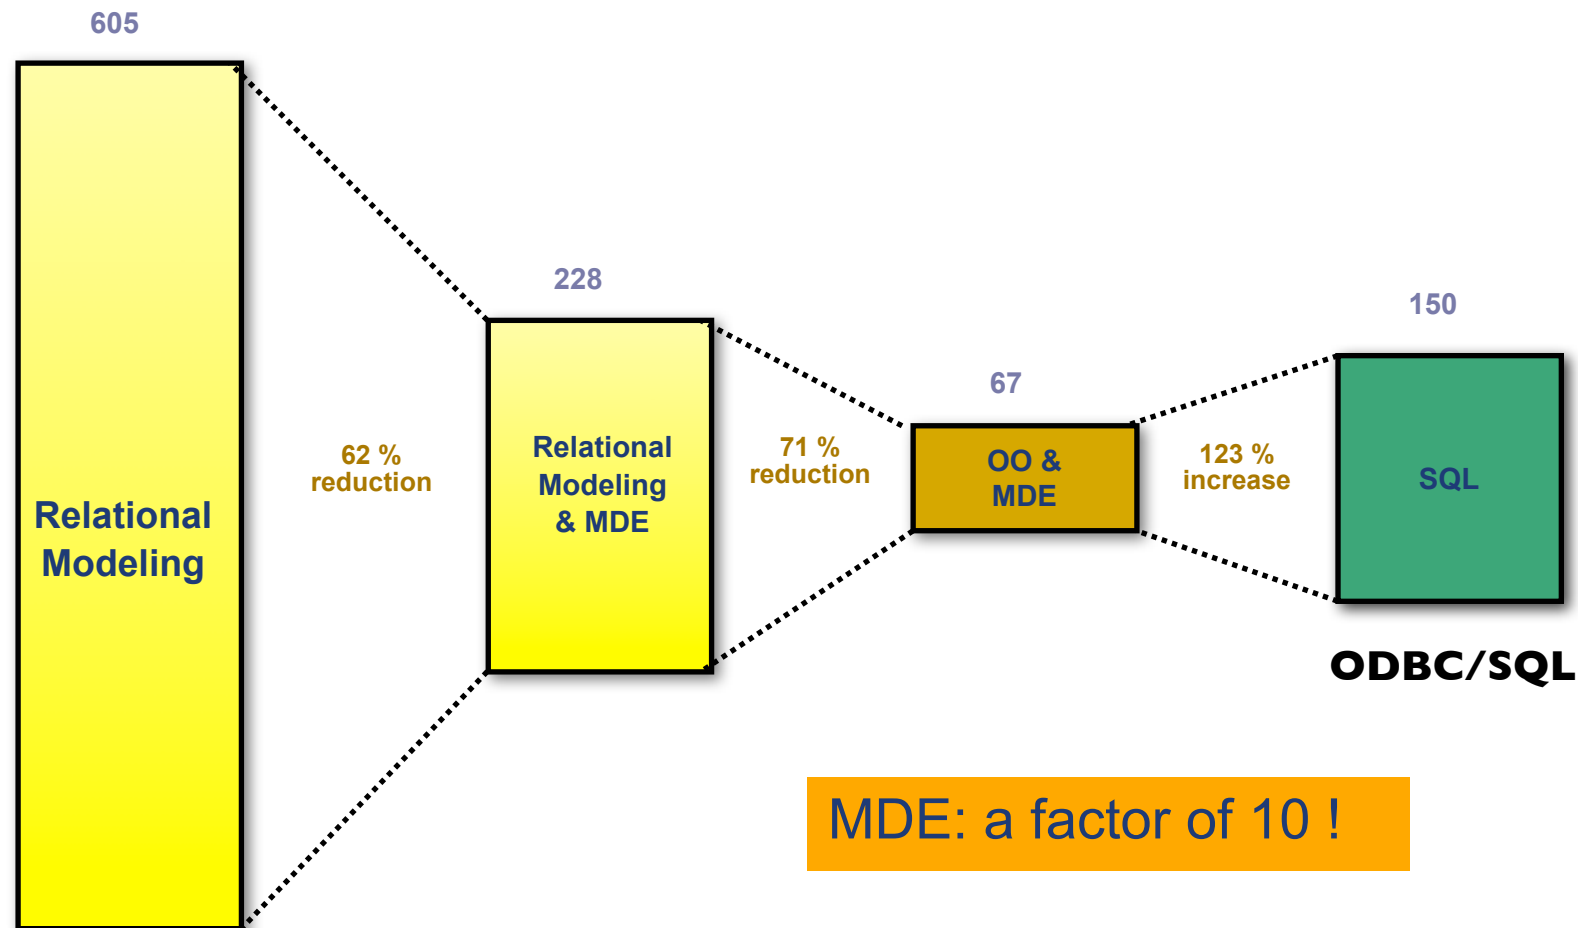 605
Relational
Modeling
62 %
reduction
228
Relational
Modeling
& MDE
71 %
reduction
67
OO &
MDE
123 %
increase
150
SQL
ODBC/SQL
MDE: a factor of 10 !